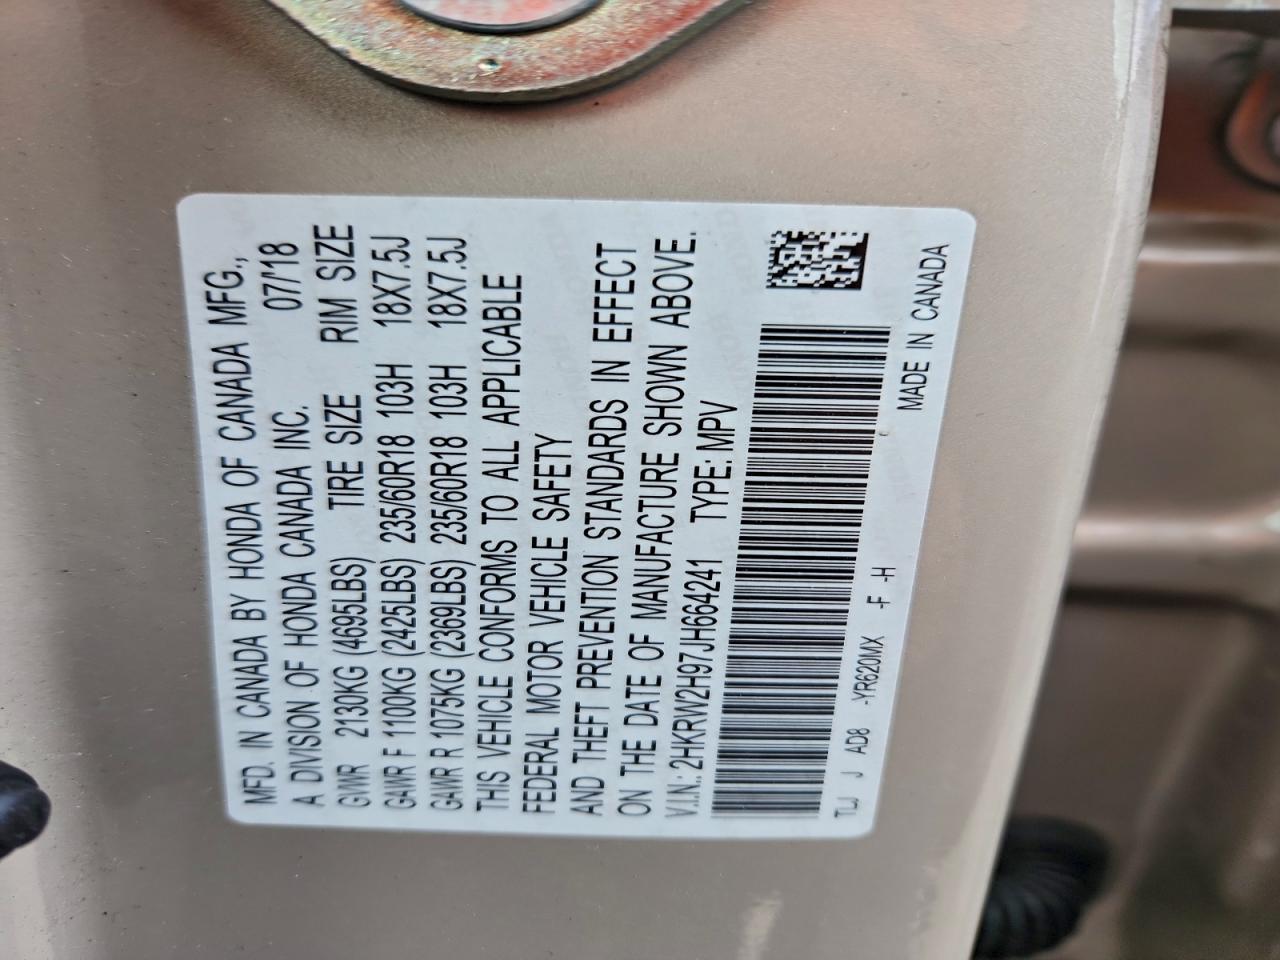 MFD. IN CANADA BY HONDA OF CANADA MFG.,
A DIVISION OF HONDA CANADA INC. 07/18
GVWR 2130KG (4695LBS) TIRE SIZE RIM SIZE
GAWR F 1100KG (2425LBS) 235/60R18 103H 18X7.5J
GAWR R 1075KG (2369LBS) 235/60R18 103H 18X7.5J
THIS VEHICLE CONFORMS TO ALL APPLICABLE
FEDERAL MOTOR VEHICLE SAFETY
AND THEFT PREVENTION STANDARDS IN EFFECT
ON THE DATE OF MANUFACTURE SHOWN ABOVE.
V.I.N.: 2HKRW2H97JH664241 TYPE: MPV
TLJ J AD8 -YR620MX -F -H
MADE IN CANADA